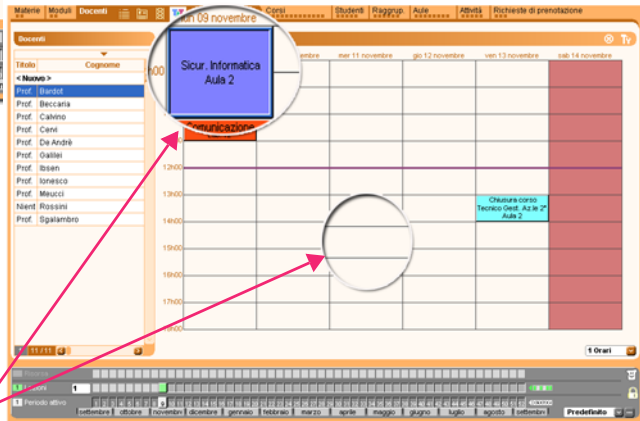 Materie Moduli Docenti Corsi Studenti Raggrup. Aule Attività Richieste di prenotazione
Docenti
lun 09 novembre
mer 11 novembre gio 12 novembre ven 13 novembre sab 14 novembre
Titolo Cognome
< Nuovo >
Prof. Bardot
Prof. Beccaria
Prof. Calvino
Prof. Cervi
Prof. De Andrè
Prof. Galilei
Prof. Ibsen
Prof. Ionesco
Prof. Meucci
Nient Rossini
Prof. Sgalambro
Sicur. Informatica
Aula 2
Comunicazione
12h00
13h00
Chiusura corso
Tecnico Gest. Az.le 2°
Aula 2
14h00
15h00
16h00
17h00
11 / 11
1 Orari
1
Periodo attivo
settembre ottobre novembre dicembre gennaio febbraio marzo aprile maggio giugno luglio agosto settembre
Predefinito